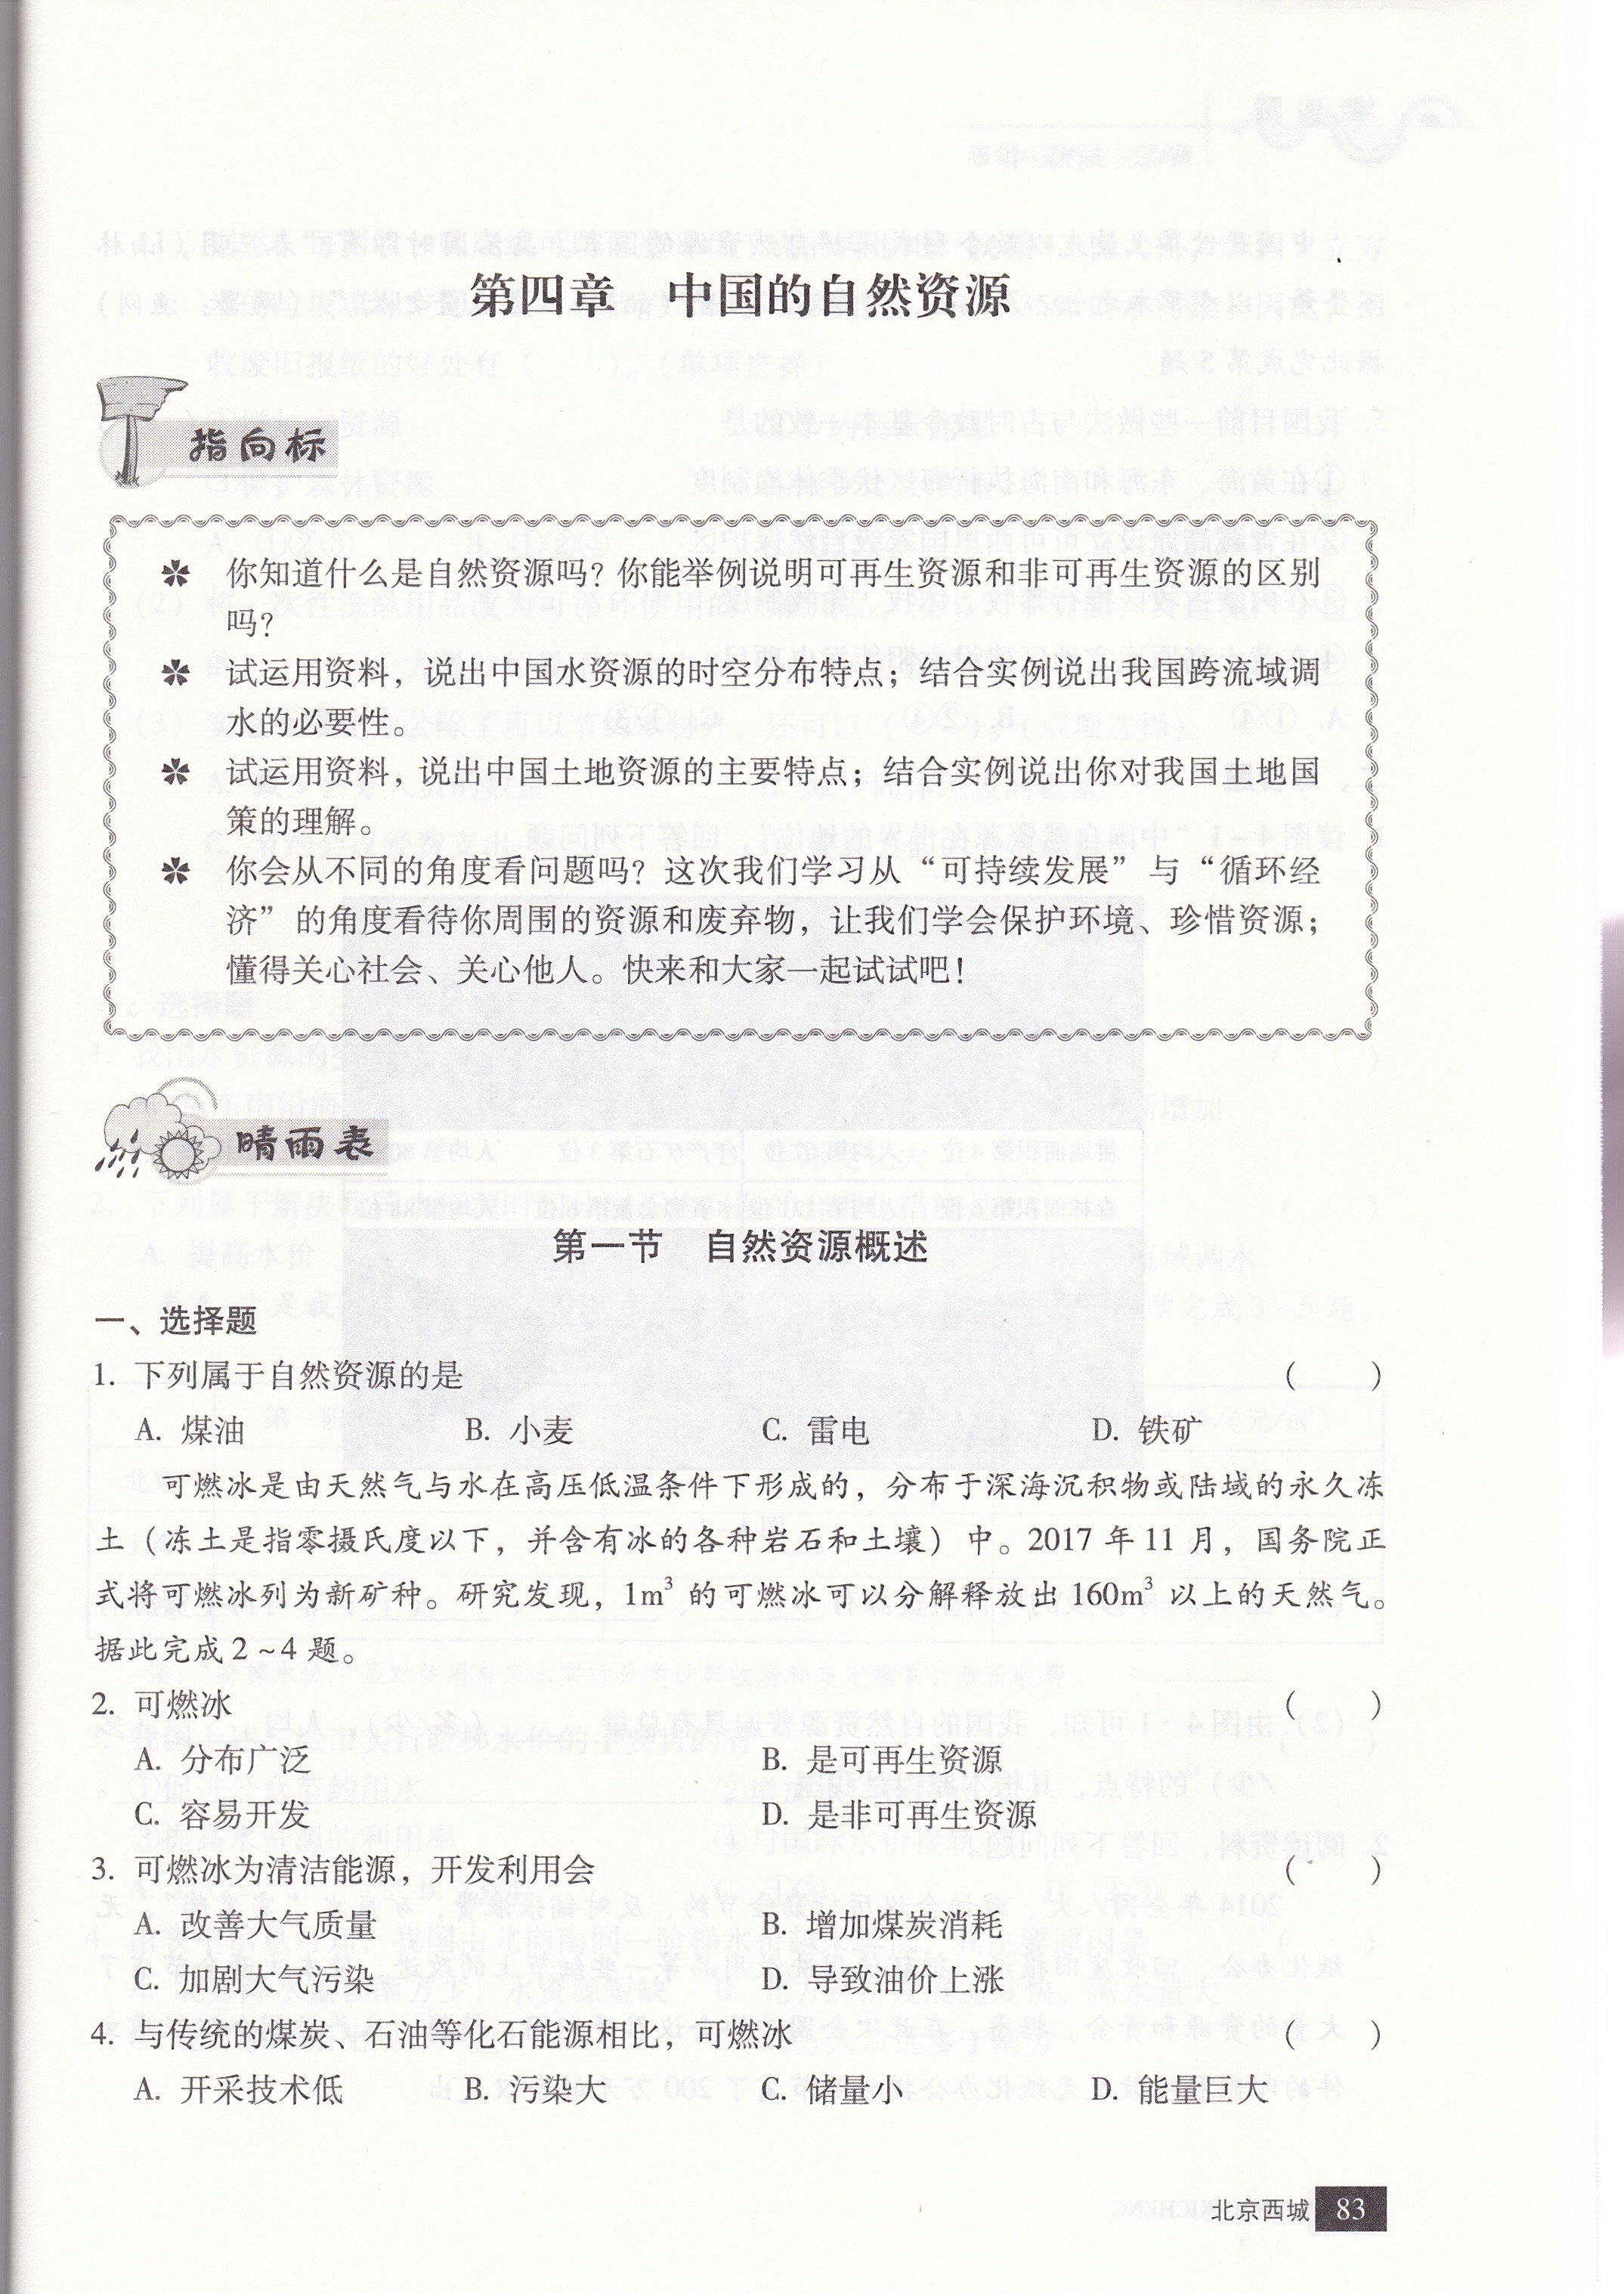 第四章 中国的自然资源
指向标
✽ 你知道什么是自然资源吗？你能举例说明可再生资源和非可再生资源的区别
吗？
✽ 试运用资料，说出中国水资源的时空分布特点；结合实例说出我国跨流域调
水的必要性。
✽ 试运用资料，说出中国土地资源的主要特点；结合实例说出你对我国土地国
策的理解。
✽ 你会从不同的角度看问题吗？这次我们学习从“可持续发展”与“循环经
济”的角度看待你周围的资源和废弃物，让我们学会保护环境、珍惜资源；
懂得关心社会、关心他人。快来和大家一起试试吧！
晴雨表
第一节 自然资源概述
一、选择题
1. 下列属于自然资源的是 （ ）
A. 煤油 B. 小麦 C. 雷电 D. 铁矿
可燃冰是由天然气与水在高压低温条件下形成的，分布于深海沉积物或陆域的永久冻
土（冻土是指零摄氏度以下，并含有冰的各种岩石和土壤）中。2017 年 11 月，国务院正
式将可燃冰列为新矿种。研究发现，1m³ 的可燃冰可以分解释放出 160m³ 以上的天然气。
据此完成 2 ~ 4 题。
2. 可燃冰 （ ）
A. 分布广泛 B. 是可再生资源
C. 容易开发 D. 是非可再生资源
3. 可燃冰为清洁能源，开发利用会 （ ）
A. 改善大气质量 B. 增加煤炭消耗
C. 加剧大气污染 D. 导致油价上涨
4. 与传统的煤炭、石油等化石能源相比，可燃冰 （ ）
A. 开采技术低 B. 污染大 C. 储量小 D. 能量巨大
北京西城 83